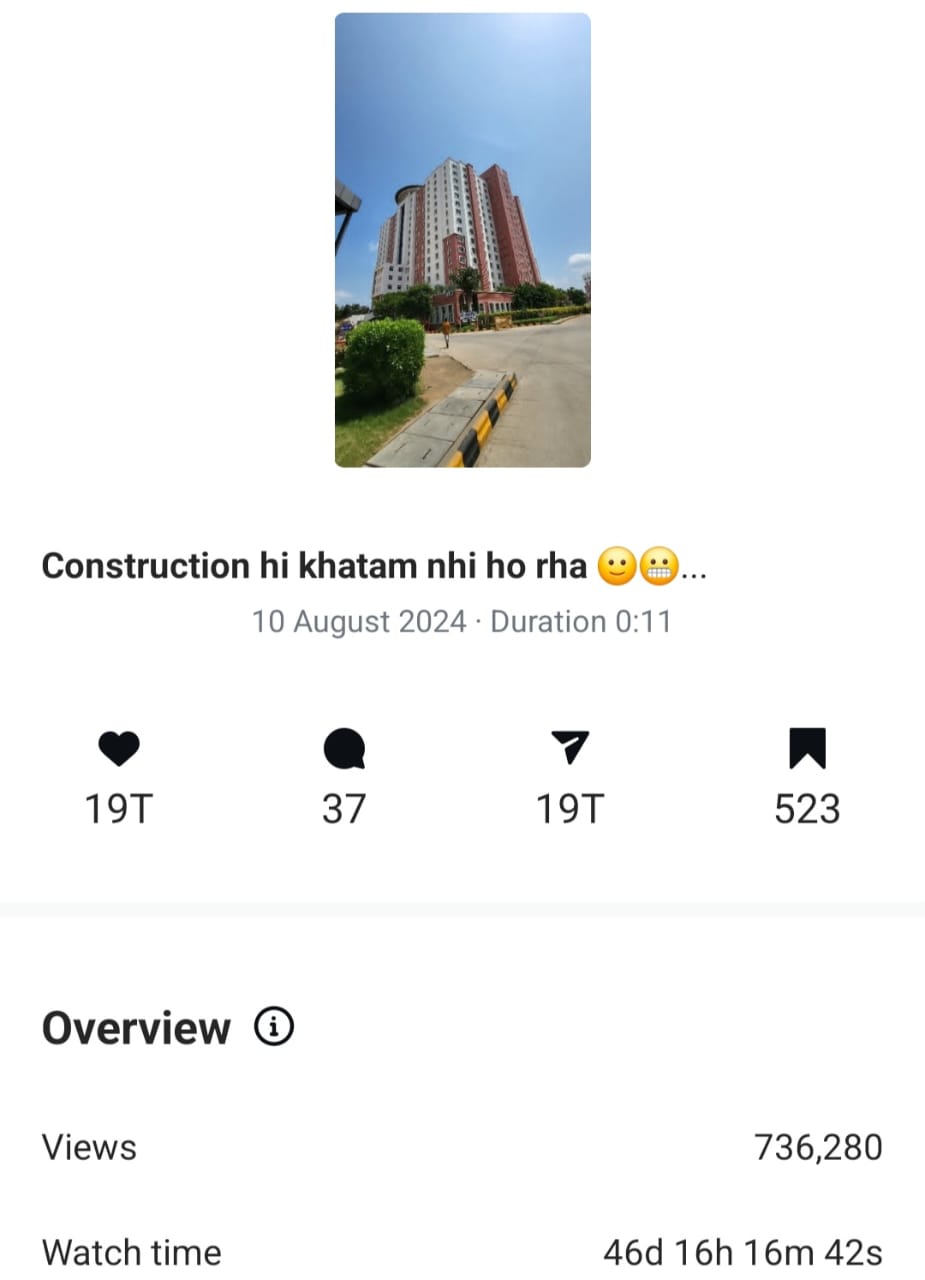 Construction hi khatam nhi ho rha 🙂😬...
10 August 2024 · Duration 0:11
19T 37 19T 523
Overview
Views 736,280
Watch time 46d 16h 16m 42s